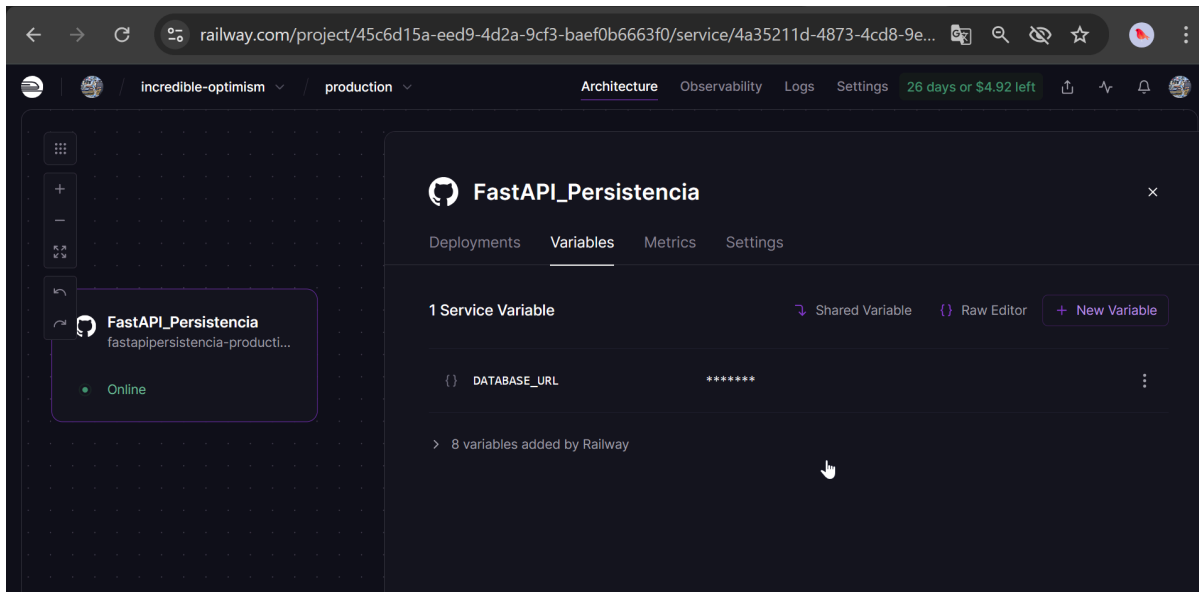 railway.com/project/45c6d15a-eed9-4d2a-9cf3-baef0b6663f0/service/4a35211d-4873-4cd8-9e...
incredible-optimism / production
Architecture Observability Logs Settings 26 days or $4.92 left
FastAPI_Persistencia
Deployments Variables Metrics Settings
1 Service Variable Shared Variable {} Raw Editor + New Variable
FastAPI_Persistencia
fastapipersistencia-producti...
Online
{} DATABASE_URL *******
8 variables added by Railway